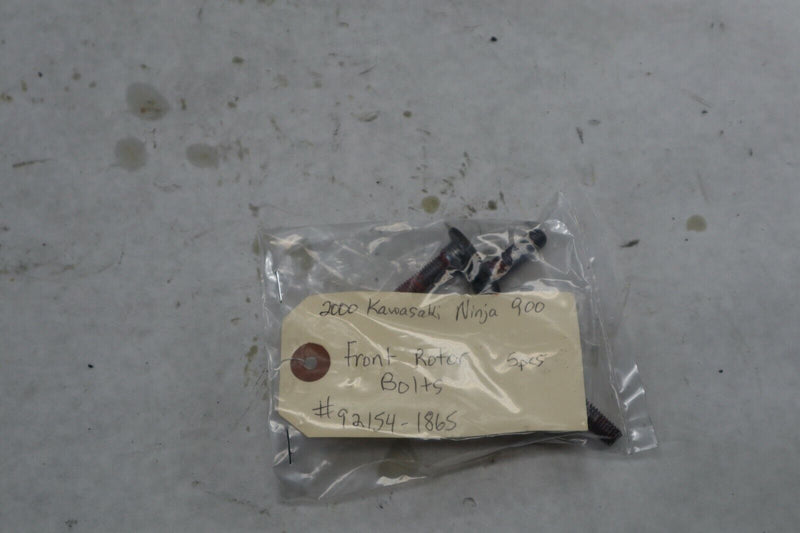 2000 Kawasaki Ninja 900
Front Rotor 5pcs
Bolts
#92154-1865